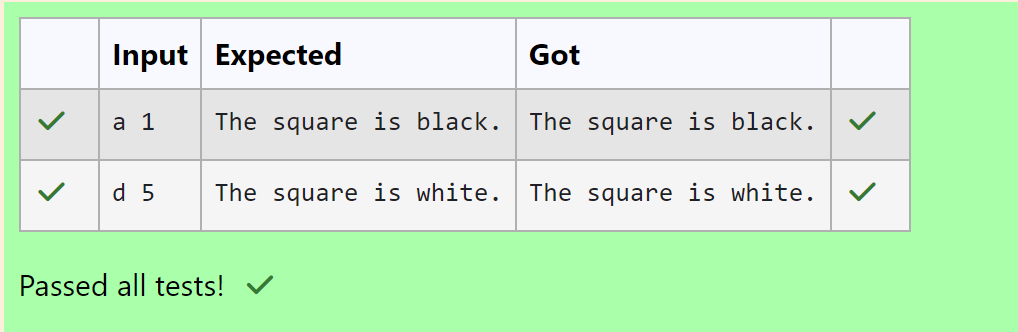 Input Expected Got
a 1 The square is black. The square is black.
d 5 The square is white. The square is white.
Passed all tests!